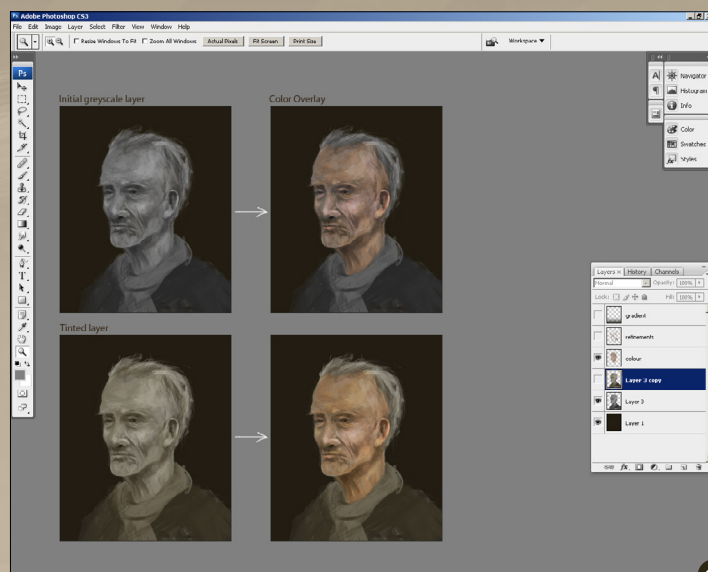 Ps Adobe Photoshop CS3
File Edit Image Layer Select Filter View Window Help
Resize Windows To Fit Zoom All Windows Actual Pixels Fit Screen Print Size Workspace
Ps
A Navigator
Histogram
Info
Color
Swatches
Styles
Initial greyscale layer Color Overlay
Tinted layer
T
Layers × History Channels
Normal Opacity: 100%
Lock: Fill: 100%
gradient
refinements
colour
Layer 3 copy
Layer 3
Layer 1
fx